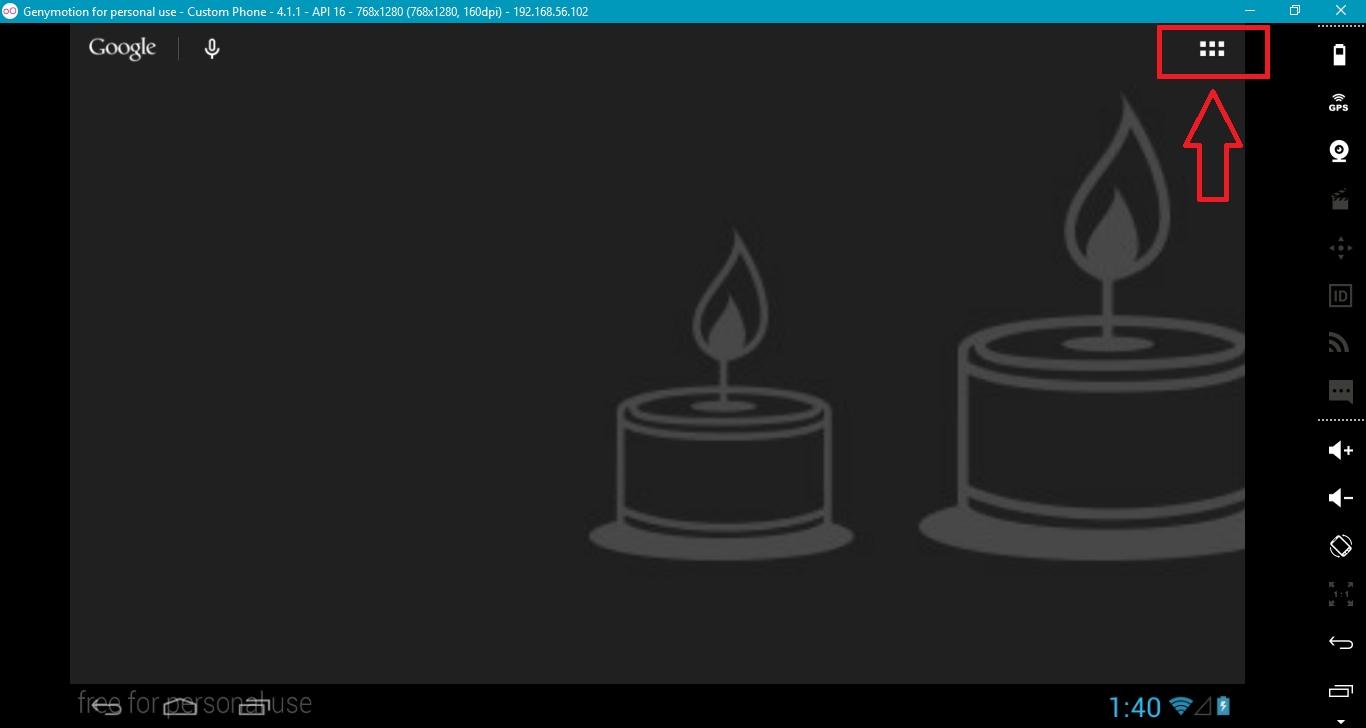 Genymotion for personal use - Custom Phone - 4.1.1 - API 16 - 768x1280 (768x1280, 160dpi) - 192.168.56.102
Google
GPS
ID
1:1
free for personal use
1:40